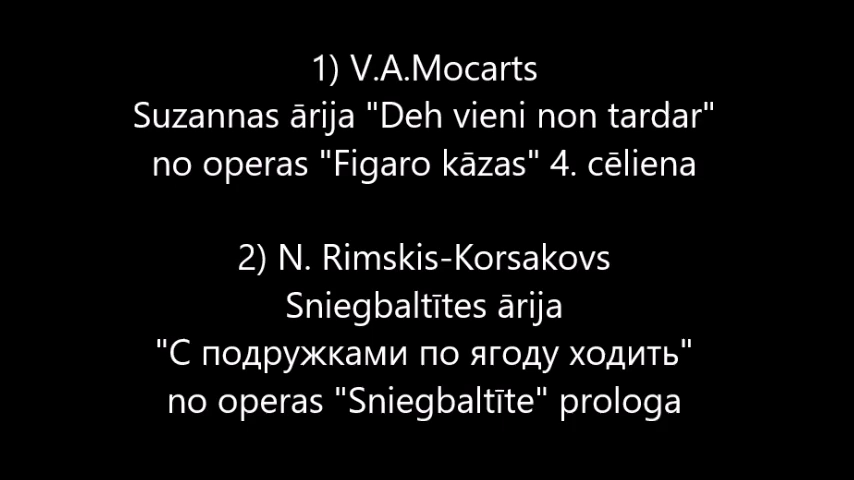 1) V.A.Mocarts
Suzannas ārija "Deh vieni non tardar"
no operas "Figaro kāzas" 4. cēliena
2) N. Rimskis-Korsakovs
Sniegbaltītes ārija
"С подружками по ягоду ходить"
no operas "Sniegbaltīte" prologa